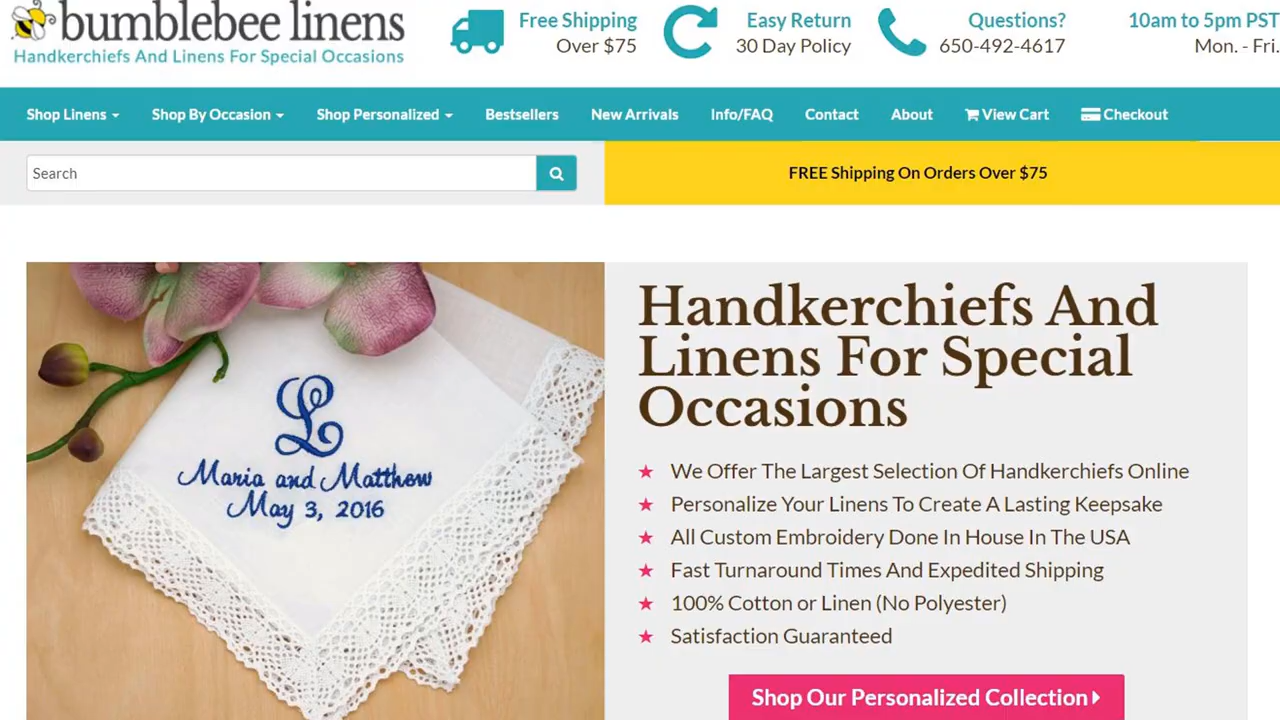 bumblebee linens
Handkerchiefs And Linens For Special Occasions
Free Shipping
Over $75
Easy Return
30 Day Policy
Questions?
650-492-4617
10am to 5pm PST
Mon. - Fri.
Shop Linens Shop By Occasion Shop Personalized Bestsellers New Arrivals Info/FAQ Contact About View Cart Checkout
Search
FREE Shipping On Orders Over $75
L
Maria and Matthew
May 3, 2016
Handkerchiefs And
Linens For Special
Occasions
We Offer The Largest Selection Of Handkerchiefs Online
Personalize Your Linens To Create A Lasting Keepsake
All Custom Embroidery Done In House In The USA
Fast Turnaround Times And Expedited Shipping
100% Cotton or Linen (No Polyester)
Satisfaction Guaranteed
Shop Our Personalized Collection